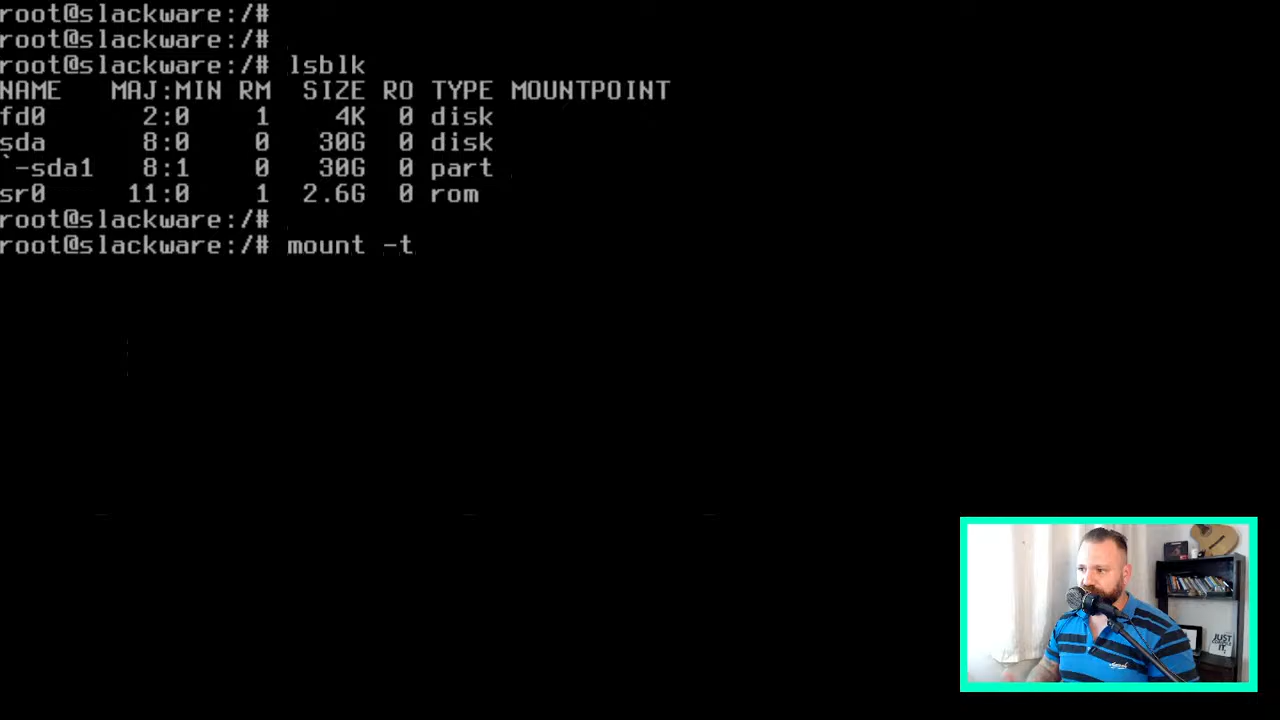 root@slackware:/#
root@slackware:/#
root@slackware:/# lsblk
NAME   MAJ:MIN RM   SIZE RO TYPE MOUNTPOINT
fd0      2:0    1     4K  0 disk
sda      8:0    0    30G  0 disk
`-sda1   8:1    0    30G  0 part
sr0     11:0    1   2.6G  0 rom
root@slackware:/#
root@slackware:/# mount -t
JUST
IT.